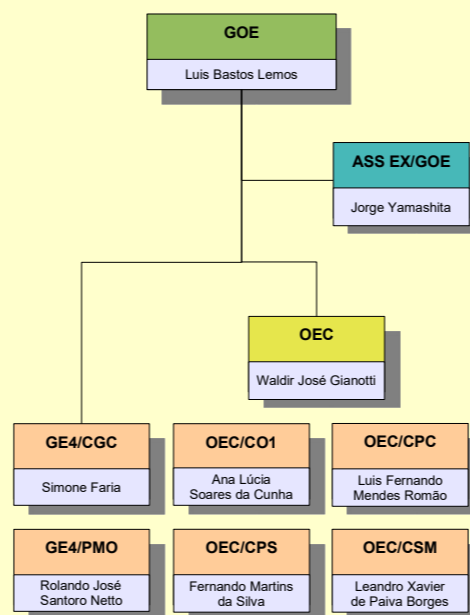 GOE
Luis Bastos Lemos
ASS EX/GOE
Jorge Yamashita
OEC
Waldir José Gianotti
GE4/CGC
Simone Faria
OEC/CO1
Ana Lúcia
Soares da Cunha
OEC/CPC
Luis Fernando
Mendes Romão
GE4/PMO
Rolando José
Santoro Netto
OEC/CPS
Fernando Martins
da Silva
OEC/CSM
Leandro Xavier
de Paiva Borges